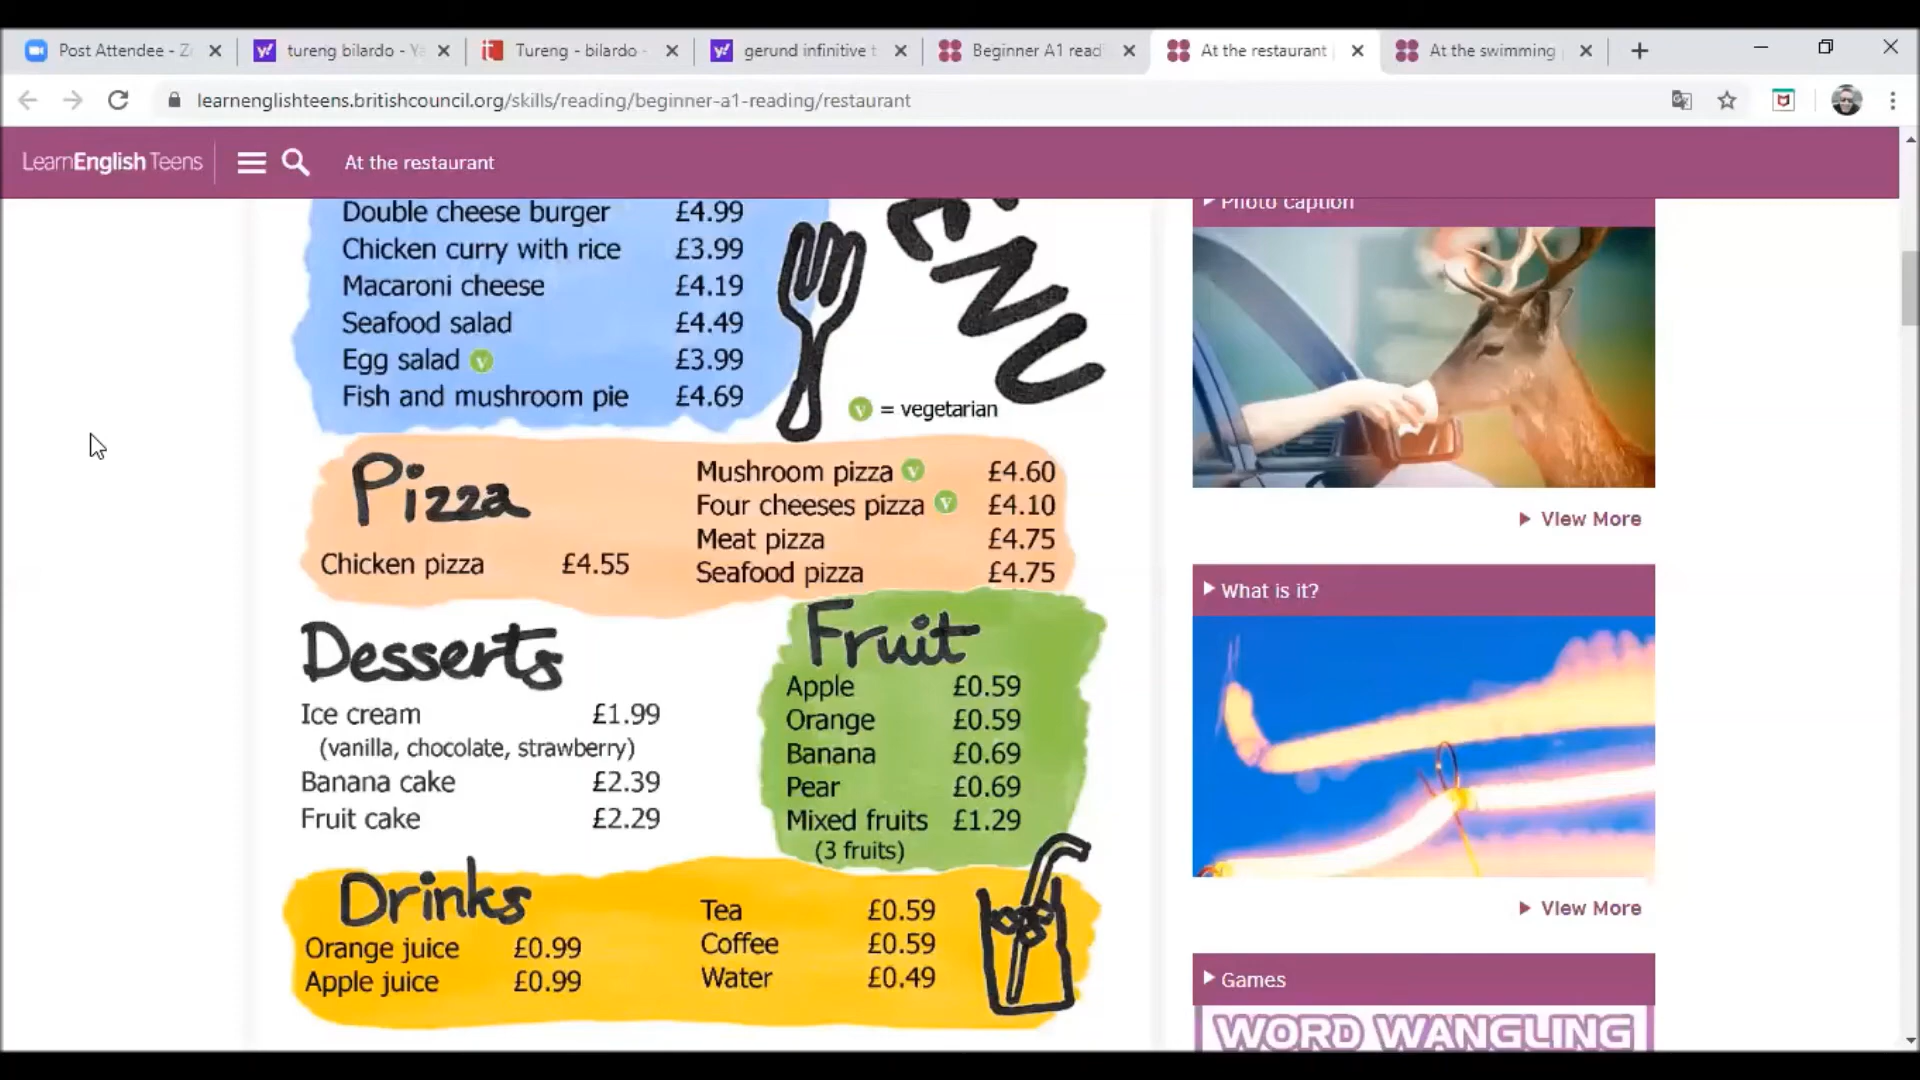 Post Attendee - Z
tureng bilardo - Y
Tureng - bilardo -
gerund infinitive t
Beginner A1 readi
At the restaurant
At the swimming
learnenglishteens.britishcouncil.org/skills/reading/beginner-a1-reading/restaurant
LearnEnglish Teens
At the restaurant
Double cheese burger £4.99
Chicken curry with rice £3.99
Macaroni cheese £4.19
Seafood salad £4.49
Egg salad v £3.99
Fish and mushroom pie £4.69
ENU
v = vegetarian
Pizza
Chicken pizza £4.55
Mushroom pizza v £4.60
Four cheeses pizza v £4.10
Meat pizza £4.75
Seafood pizza £4.75
Desserts
Ice cream £1.99
(vanilla, chocolate, strawberry)
Banana cake £2.39
Fruit cake £2.29
Fruit
Apple £0.59
Orange £0.59
Banana £0.69
Pear £0.69
Mixed fruits £1.29
(3 fruits)
Drinks
Orange juice £0.99
Apple juice £0.99
Tea £0.59
Coffee £0.59
Water £0.49
Photo caption
View More
What is it?
View More
Games
WORD WANGLING